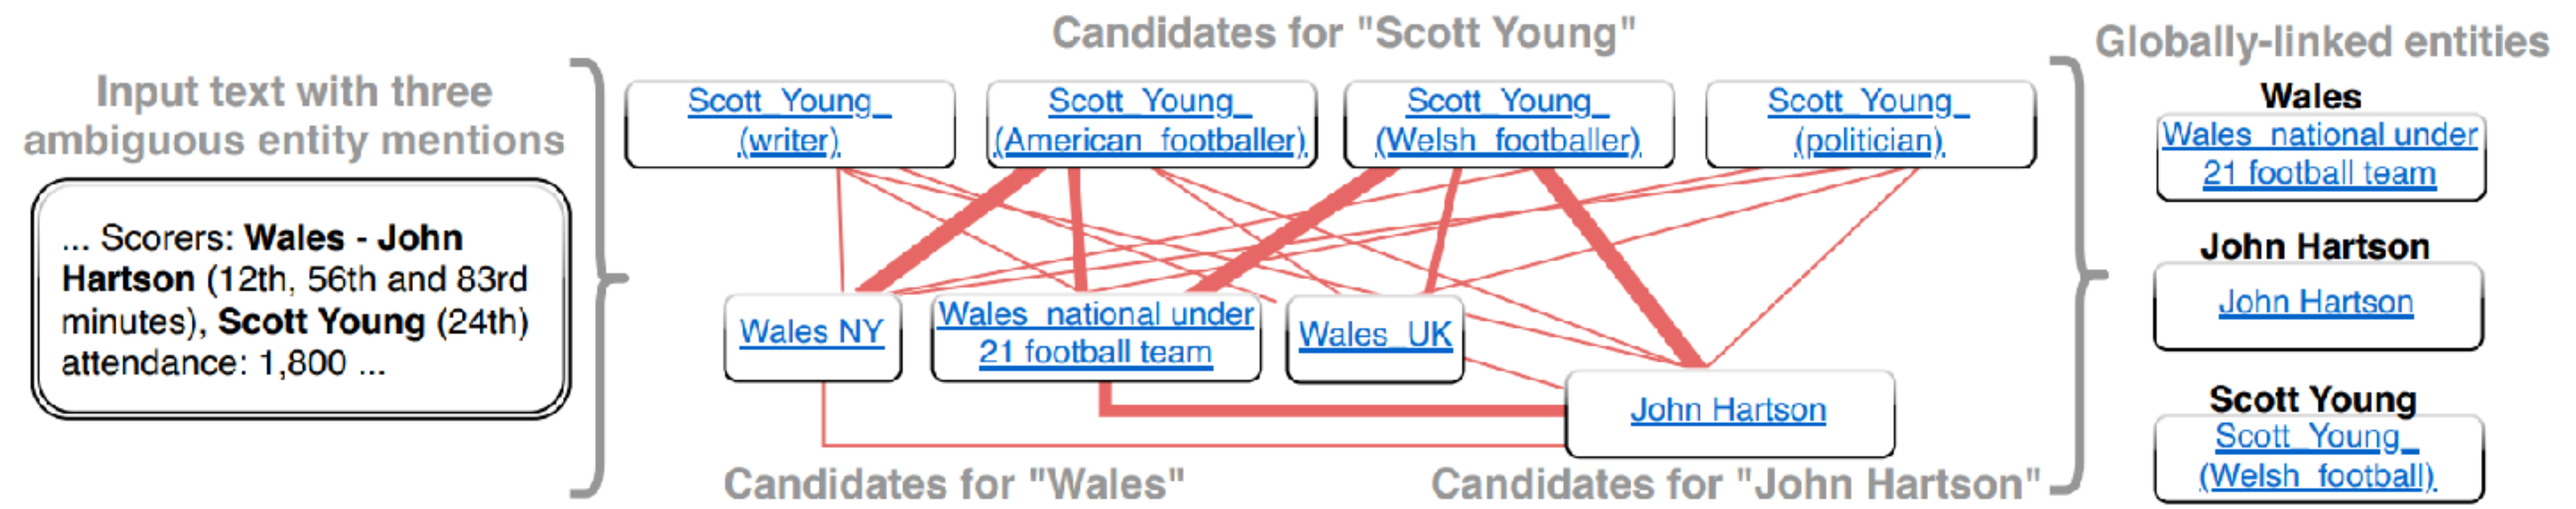 Input text with three
ambiguous entity mentions
... Scorers: Wales - John
Hartson (12th, 56th and 83rd
minutes), Scott Young (24th)
attendance: 1,800 ...
Candidates for "Scott Young"
Scott_Young_
(writer)
Scott_Young_
(American_footballer)
Scott_Young_
(Welsh_footballer)
Scott_Young_
(politician)
Wales NY
Wales_national under
21 football team
Wales_UK
John Hartson
Candidates for "Wales"
Candidates for "John Hartson"
Globally-linked entities
Wales
Wales_national under
21 football team
John Hartson
John Hartson
Scott Young
Scott_Young_
(Welsh_football)